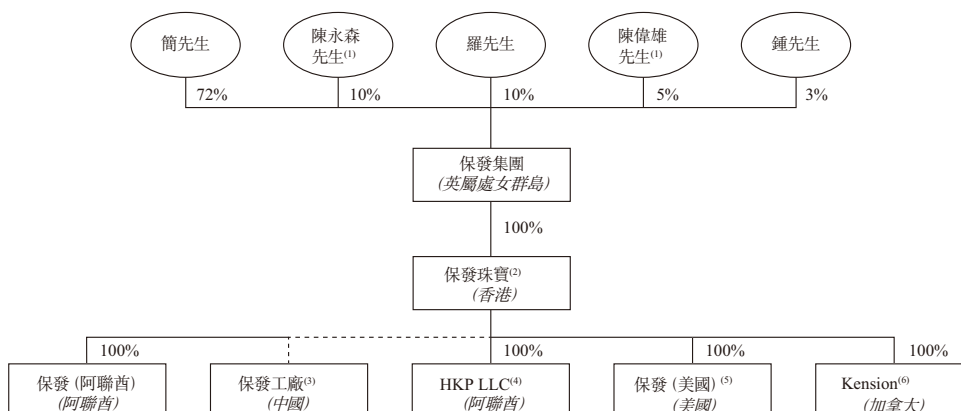 簡先生
陳永森
先生(1)
羅先生
陳偉雄
先生(1)
鍾先生
72%
10%
10%
5%
3%
保發集團
(英屬處女群島)
100%
保發珠寶(2)
(香港)
100%
100%
100%
100%
保發 (阿聯酋)
(阿聯酋)
保發工廠(3)
(中國)
HKP LLC(4)
(阿聯酋)
保發 (美國) (5)
(美國)
Kension(6)
(加拿大)